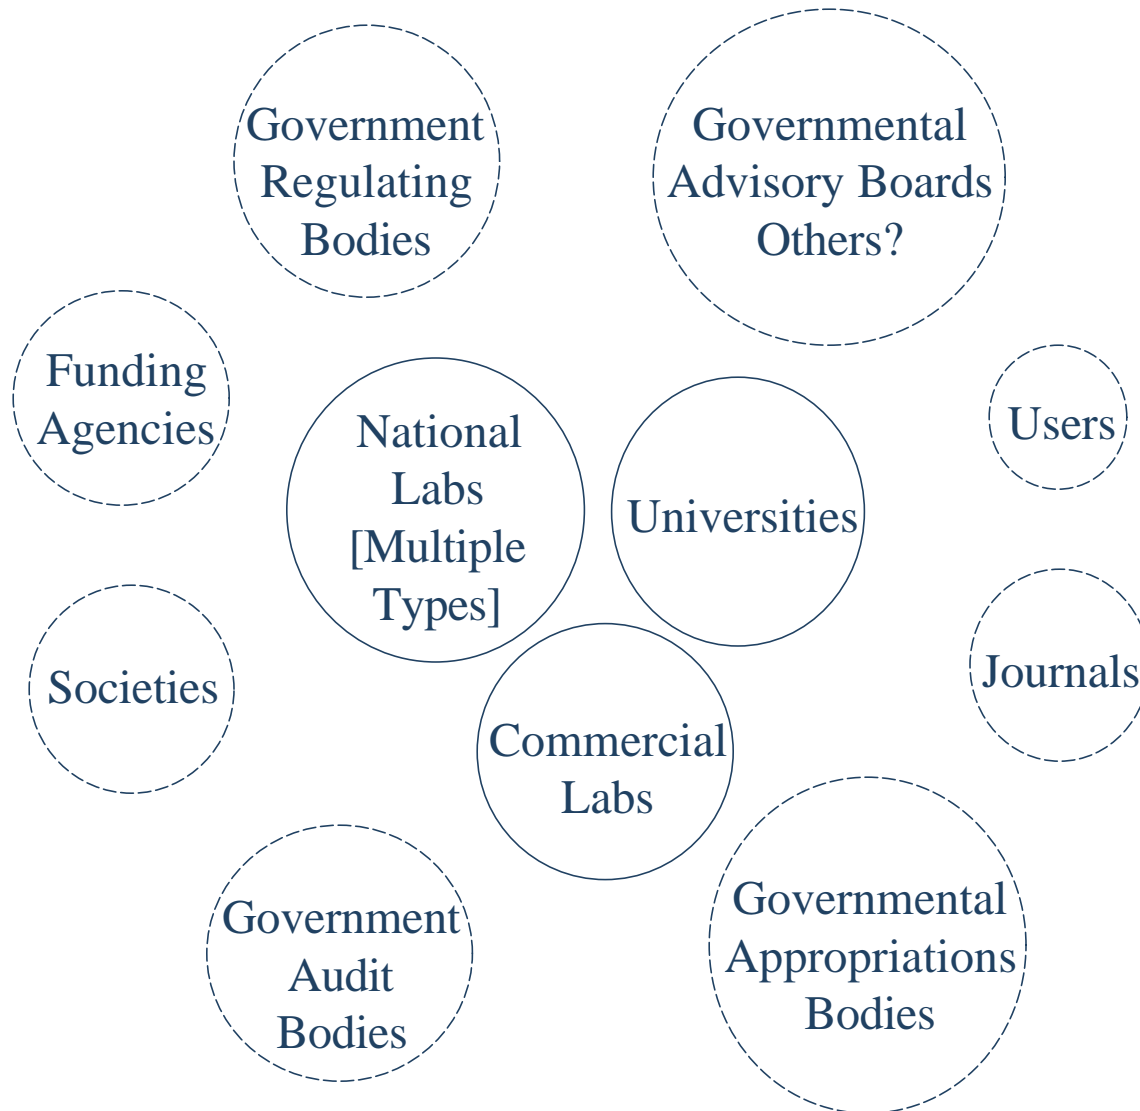 Government
Regulating
Bodies
Governmental
Advisory Boards
Others?
Funding
Agencies
National
Labs
[Multiple
Types]
Universities
Users
Societies
Commercial
Labs
Journals
Government
Audit
Bodies
Governmental
Appropriations
Bodies